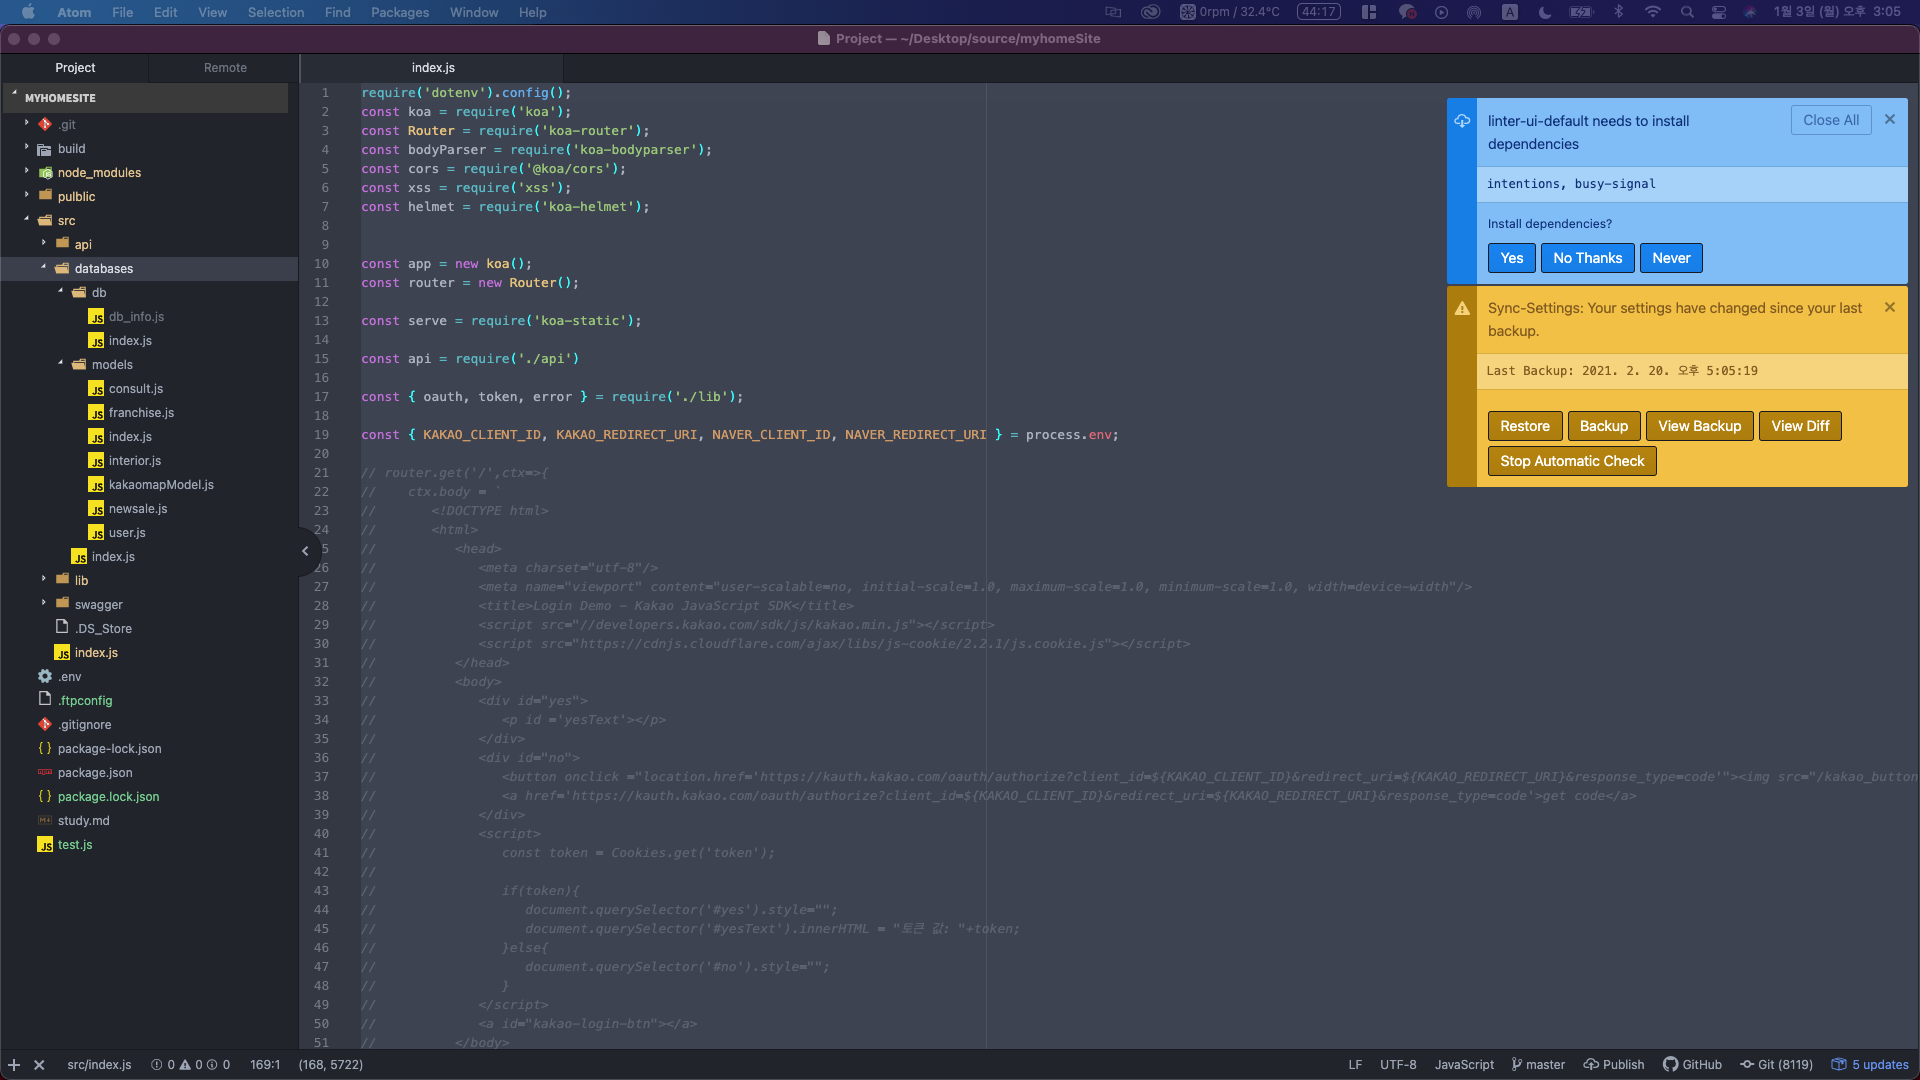 Atom File Edit View Selection Find Packages Window Help
0rpm / 32.4°C 44:17 A 1월 3일 (월) 오후 3:05
Project — ~/Desktop/source/myhomeSite
Project Remote index.js
MYHOMESITE
.git
build
node_modules
pulblic
src
api
databases
db
db_info.js
index.js
models
consult.js
franchise.js
index.js
interior.js
kakaomapModel.js
newsale.js
user.js
index.js
lib
swagger
.DS_Store
index.js
.env
.ftpconfig
.gitignore
package-lock.json
package.json
package.lock.json
study.md
test.js
1 require('dotenv').config();
2 const koa = require('koa');
3 const Router = require('koa-router');
4 const bodyParser = require('koa-bodyparser');
5 const cors = require('@koa/cors');
6 const xss = require('xss');
7 const helmet = require('koa-helmet');
8
9
10 const app = new koa();
11 const router = new Router();
12
13 const serve = require('koa-static');
14
15 const api = require('./api')
16
17 const { oauth, token, error } = require('./lib');
18
19 const { KAKAO_CLIENT_ID, KAKAO_REDIRECT_URI, NAVER_CLIENT_ID, NAVER_REDIRECT_URI } = process.env;
20
21 // router.get('/',ctx=>{
22 // ctx.body = `
23 // <!DOCTYPE html>
24 // <html>
5 // <head>
26 // <meta charset="utf-8"/>
27 // <meta name="viewport" content="user-scalable=no, initial-scale=1.0, maximum-scale=1.0, minimum-scale=1.0, width=device-width"/>
28 // <title>Login Demo - Kakao JavaScript SDK</title>
29 // <script src="//developers.kakao.com/sdk/js/kakao.min.js"></script>
30 // <script src="https://cdnjs.cloudflare.com/ajax/libs/js-cookie/2.2.1/js.cookie.js"></script>
31 // </head>
32 // <body>
33 // <div id="yes">
34 // <p id ='yesText'></p>
35 // </div>
36 // <div id="no">
37 // <button onclick ="location.href='https://kauth.kakao.com/oauth/authorize?client_id=${KAKAO_CLIENT_ID}&redirect_uri=${KAKAO_REDIRECT_URI}&response_type=code'"><img src="/kakao_button
38 // <a href='https://kauth.kakao.com/oauth/authorize?client_id=${KAKAO_CLIENT_ID}&redirect_uri=${KAKAO_REDIRECT_URI}&response_type=code'>get code</a>
39 // </div>
40 // <script>
41 // const token = Cookies.get('token');
42 //
43 // if(token){
44 // document.querySelector('#yes').style="";
45 // document.querySelector('#yesText').innerHTML = "토큰 값: "+token;
46 // }else{
47 // document.querySelector('#no').style="";
48 // }
49 // </script>
50 // <a id="kakao-login-btn"></a>
51 // </body>
linter-ui-default needs to install
dependencies
Close All
intentions, busy-signal
Install dependencies?
Yes No Thanks Never
Sync-Settings: Your settings have changed since your last
backup.
Last Backup: 2021. 2. 20. 오후 5:05:19
Restore Backup View Backup View Diff
Stop Automatic Check
src/index.js 0 0 0 169:1 (168, 5722) LF UTF-8 JavaScript master Publish GitHub Git (8119) 5 updates